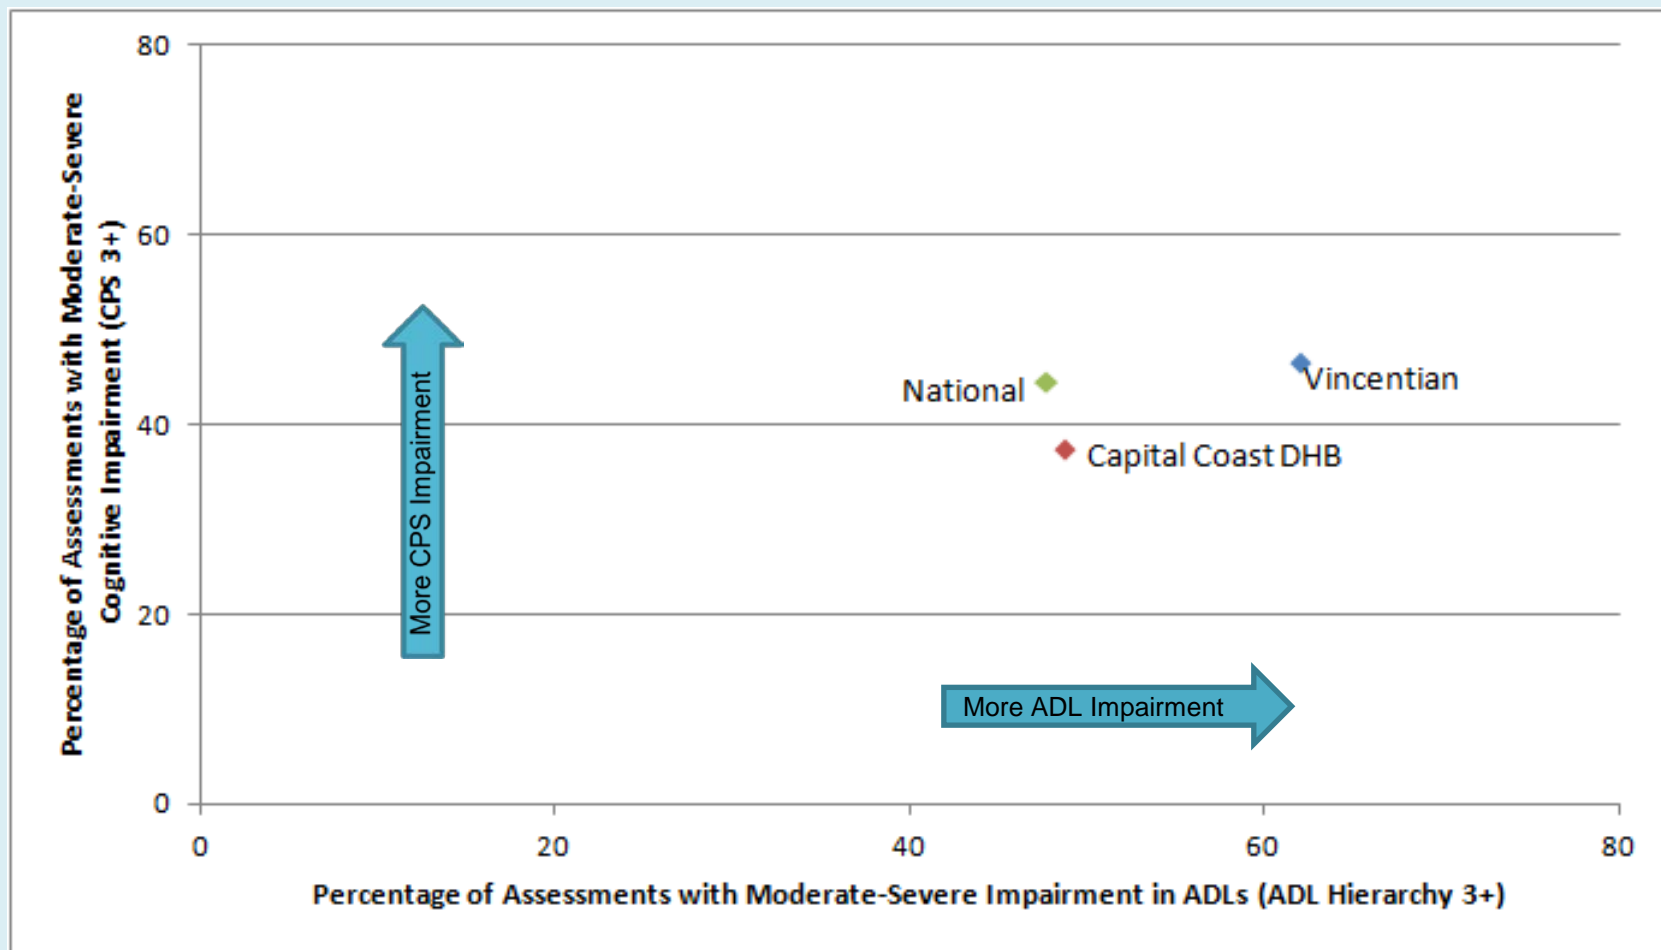 Percentage of Assessments with Moderate-Severe
Cognitive Impairment (CPS 3+)
80
60
40
20
0
More CPS Impairment
National
Vincentian
Capital Coast DHB
More ADL Impairment
0
20
40
60
80
Percentage of Assessments with Moderate-Severe Impairment in ADLs (ADL Hierarchy 3+)